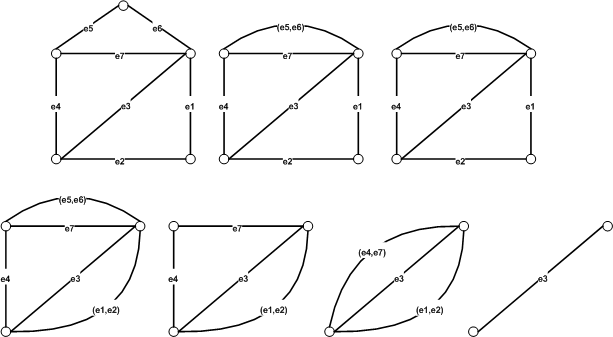 e5 e6 (e5,e6) (e5,e6)
e7 e7 e7
e4 e3 e1 e4 e3 e1 e4 e3 e1
e2 e2 e2
(e5,e6)
e7 e7
(e4,e7)
e4 e3 e4 e3 e3 e3
(e1,e2) (e1,e2) (e1,e2)